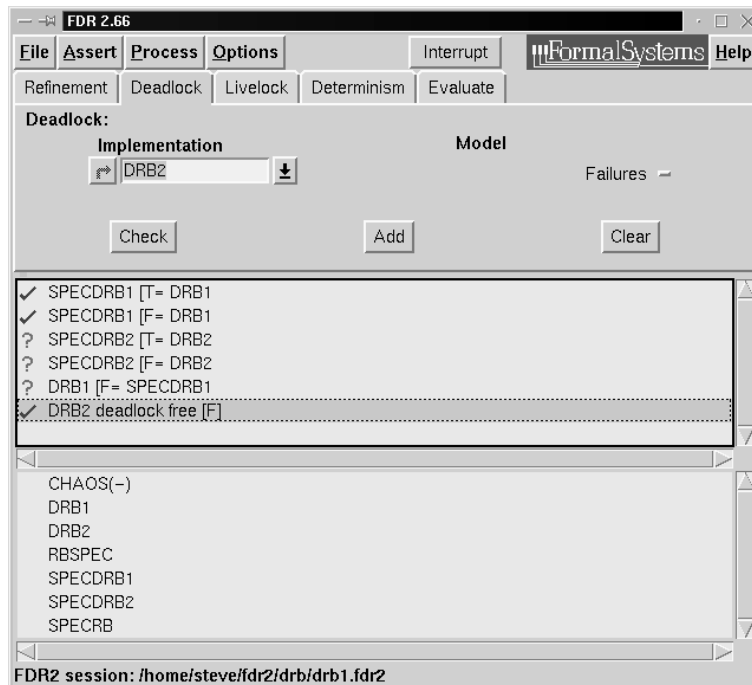 FDR 2.66
File Assert Process Options Interrupt FormalSystems Help
Refinement Deadlock Livelock Determinism Evaluate
Deadlock:
Implementation Model
DRB2 Failures
Check Add Clear
SPECDRB1 [T= DRB1
SPECDRB1 [F= DRB1
? SPECDRB2 [T= DRB2
? SPECDRB2 [F= DRB2
? DRB1 [F= SPECDRB1
DRB2 deadlock free [F]
CHAOS(-)
DRB1
DRB2
RBSPEC
SPECDRB1
SPECDRB2
SPECRB
FDR2 session: /home/steve/fdr2/drb/drb1.fdr2